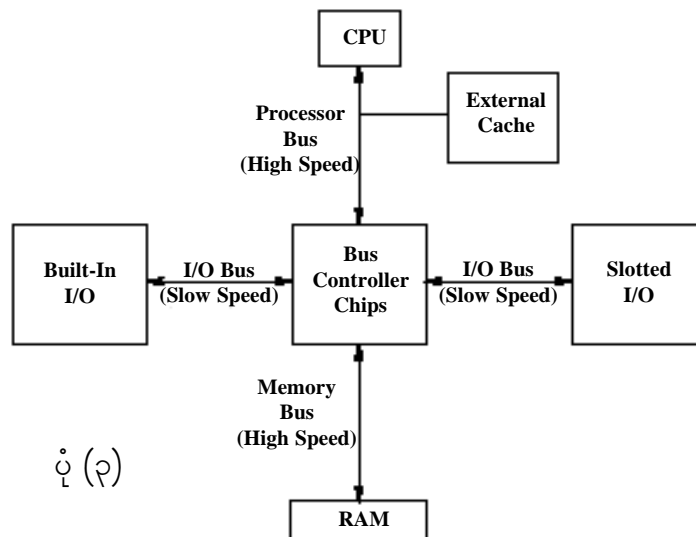 CPU
External
Cache
Processor
Bus
(High Speed)
Built-In
I/O
I/O Bus
(Slow Speed)
Bus
Controller
Chips
I/O Bus
(Slow Speed)
Slotted
I/O
Memory
Bus
(High Speed)
ပုံ (၃)
RAM